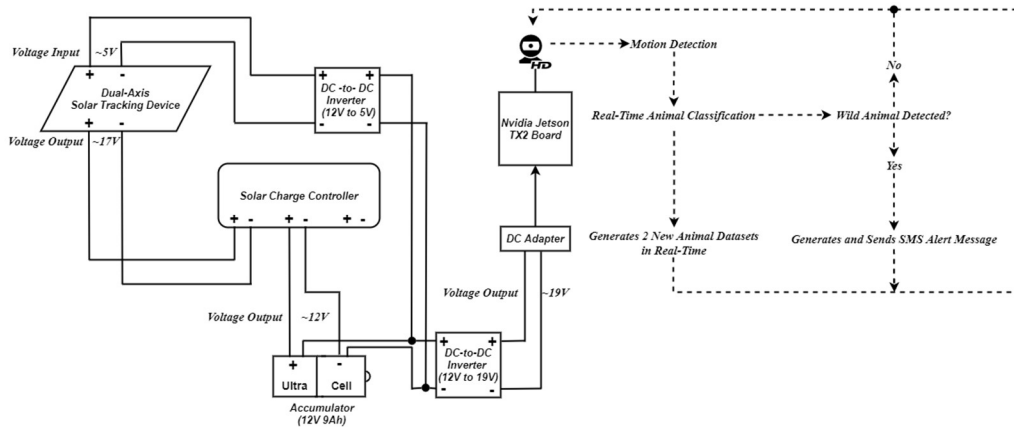 Voltage Input ~5V
+ -
Dual-Axis
Solar Tracking Device
+ -
Voltage Output
~17V
+ +
DC -to- DC
Inverter
(12V to 5V)
- -
Solar Charge Controller
+ - + - + -
Voltage Output ~12V
+ -
Ultra Cell
Accumulator
(12V 9Ah)
+ +
DC-to-DC
Inverter
(12V to 19V)
- -
Voltage Output ~19V
DC Adapter
Nvidia Jetson
TX2 Board
HD
Motion Detection
Real-Time Animal Classification
Wild Animal Detected?
No
Yes
Generates 2 New Animal Datasets
in Real-Time
Generates and Sends SMS Alert Message